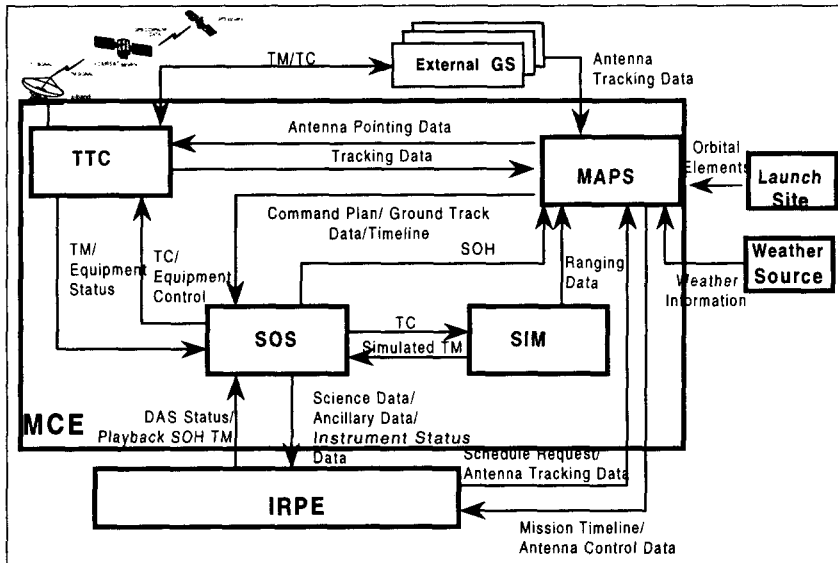 TM/TC
External GS
Antenna
Tracking Data
TTC
Antenna Pointing Data
Tracking Data
MAPS
Orbital
Elements
Launch
Site
Command Plan/ Ground Track
Data/Timeline
TM/
Equipment
Status
TC/
Equipment
Control
SOH
Ranging
Data
Weather
Information
Weather
Source
SOS
TC
Simulated TM
SIM
MCE
DAS Status/
Playback SOH TM
Science Data/
Ancillary Data/
Instrument Status
Data
Schedule Request/
Antenna Tracking Data
IRPE
Mission Timeline/
Antenna Control Data